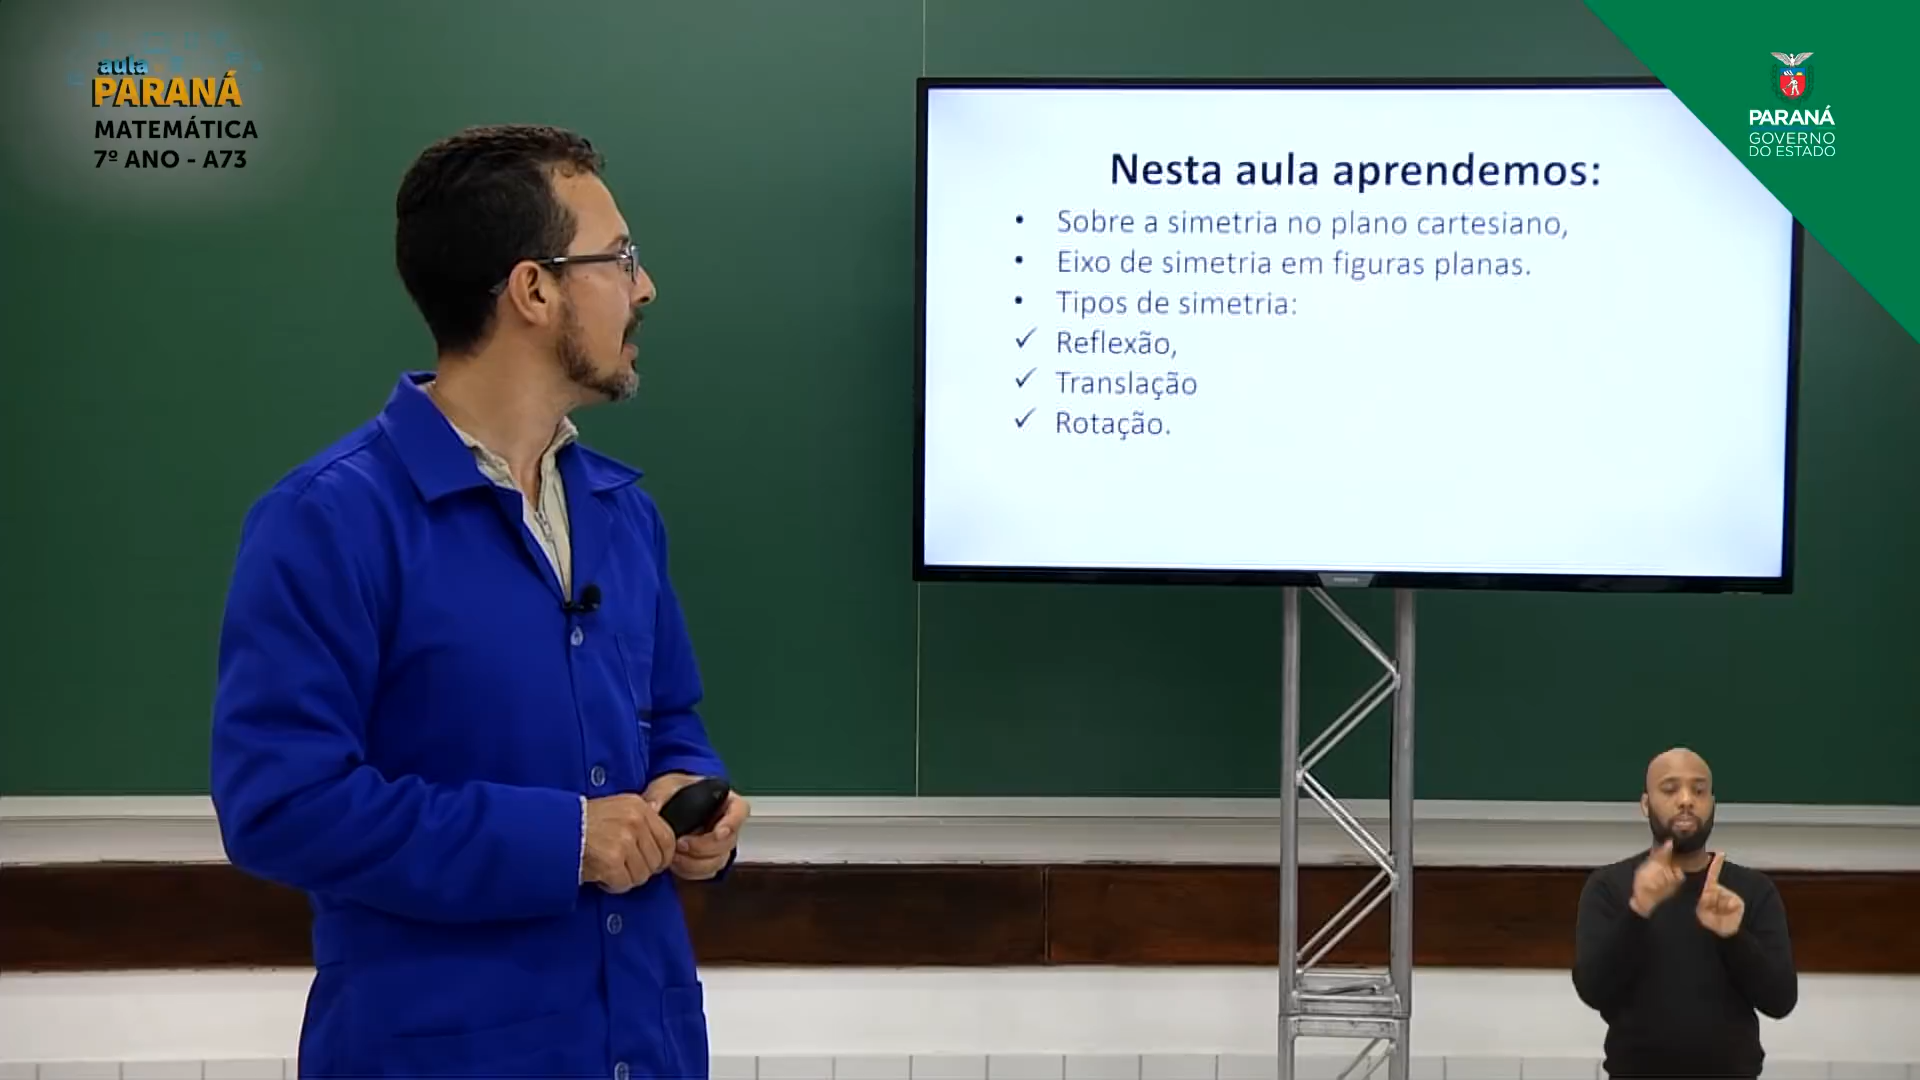 aula
PARANÁ
MATEMÁTICA
7º ANO - A73
PARANÁ
GOVERNO
DO ESTADO
Nesta aula aprendemos:
• Sobre a simetria no plano cartesiano,
• Eixo de simetria em figuras planas.
• Tipos de simetria:
✓ Reflexão,
✓ Translação
✓ Rotação.